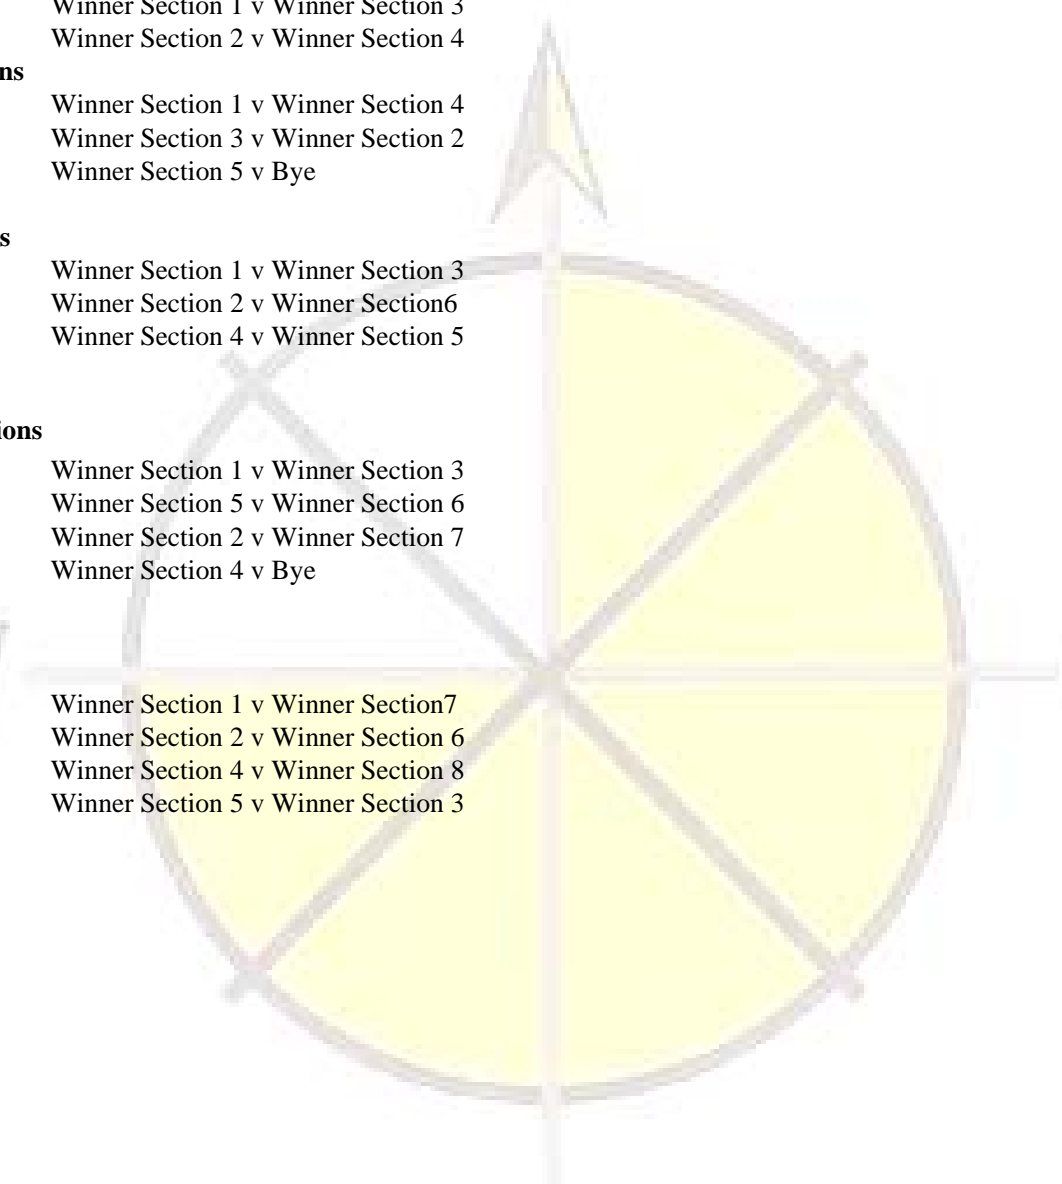 Winner Section 1 v Winner Section 3
Winner Section 2 v Winner Section 4
ns
Winner Section 1 v Winner Section 4
Winner Section 3 v Winner Section 2
Winner Section 5 v Bye
s
Winner Section 1 v Winner Section 3
Winner Section 2 v Winner Section6
Winner Section 4 v Winner Section 5
ions
Winner Section 1 v Winner Section 3
Winner Section 5 v Winner Section 6
Winner Section 2 v Winner Section 7
Winner Section 4 v Bye
Winner Section 1 v Winner Section7
Winner Section 2 v Winner Section 6
Winner Section 4 v Winner Section 8
Winner Section 5 v Winner Section 3